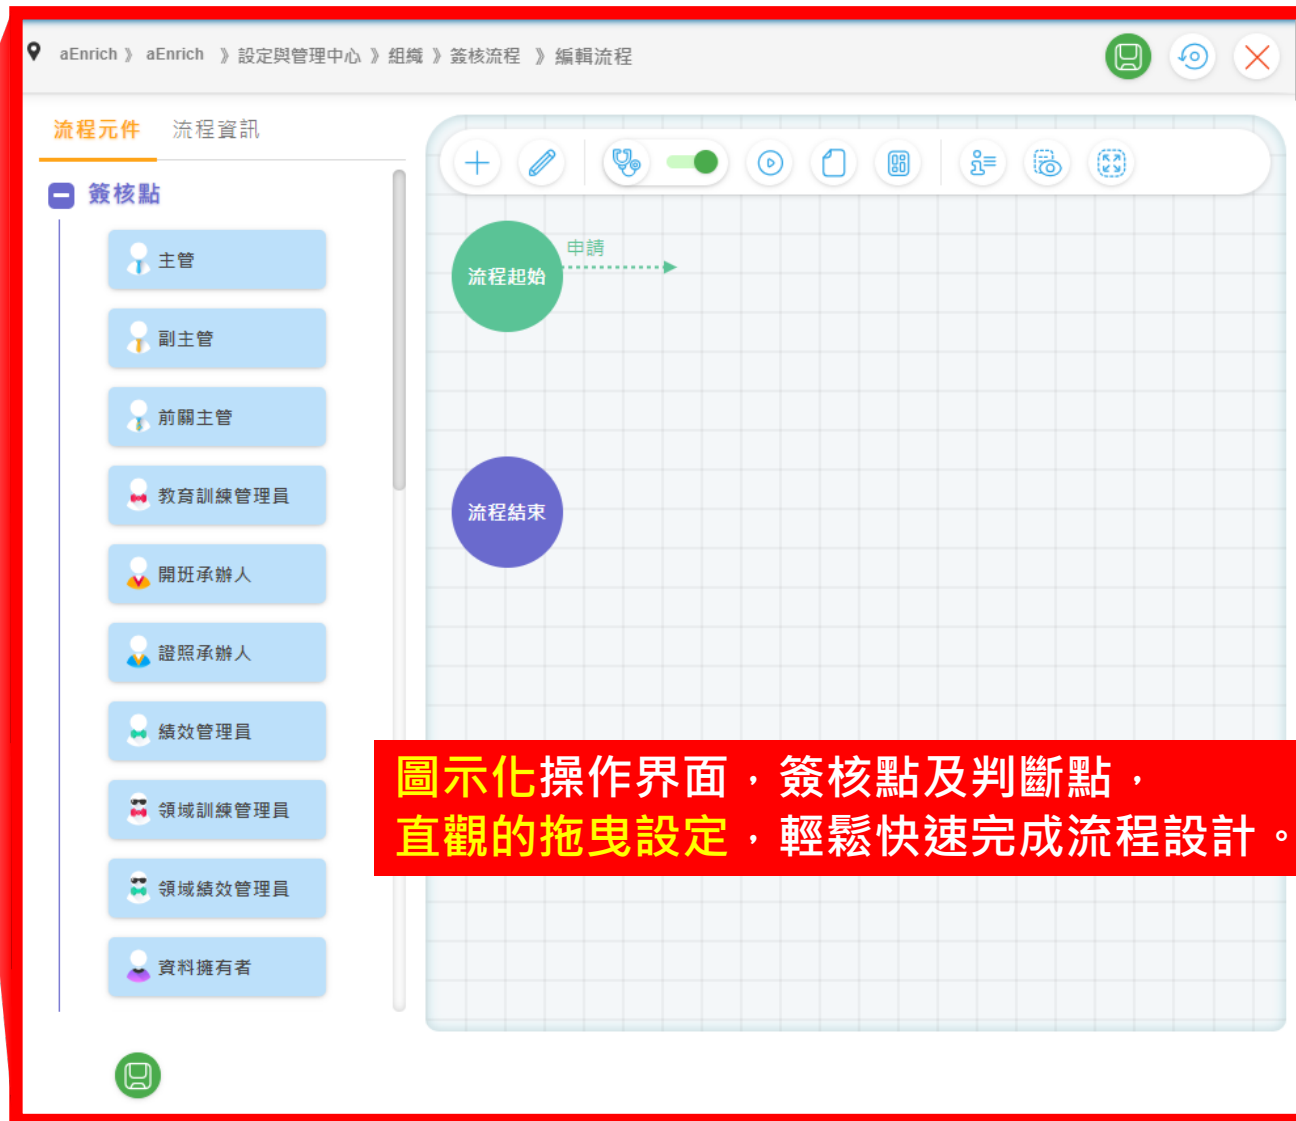 aEnrich 》 aEnrich 》設定與管理中心 》組織 》簽核流程 》編輯流程
流程元件 流程資訊
簽核點
主管
副主管
前關主管
教育訓練管理員
開班承辦人
證照承辦人
績效管理員
領域訓練管理員
領域績效管理員
資料擁有者
流程起始
申請
流程結束
圖示化操作界面，簽核點及判斷點，
直觀的拖曳設定，輕鬆快速完成流程設計。